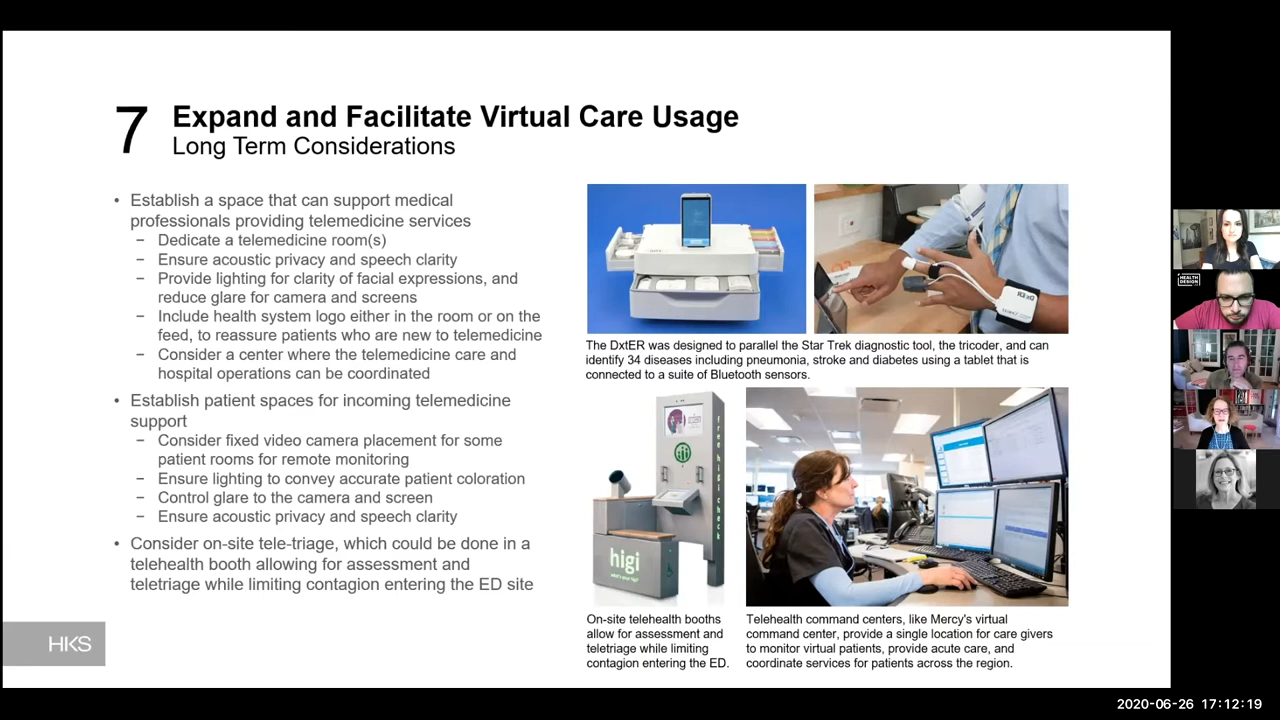 7
Expand and Facilitate Virtual Care Usage
Long Term Considerations
• Establish a space that can support medical
professionals providing telemedicine services
− Dedicate a telemedicine room(s)
− Ensure acoustic privacy and speech clarity
− Provide lighting for clarity of facial expressions, and
reduce glare for camera and screens
− Include health system logo either in the room or on the
feed, to reassure patients who are new to telemedicine
− Consider a center where the telemedicine care and
hospital operations can be coordinated
• Establish patient spaces for incoming telemedicine
support
− Consider fixed video camera placement for some
patient rooms for remote monitoring
− Ensure lighting to convey accurate patient coloration
− Control glare to the camera and screen
− Ensure acoustic privacy and speech clarity
• Consider on-site tele-triage, which could be done in a
telehealth booth allowing for assessment and
teletriage while limiting contagion entering the ED site
HKS
The DxtER was designed to parallel the Star Trek diagnostic tool, the tricoder, and can
identify 34 diseases including pneumonia, stroke and diabetes using a tablet that is
connected to a suite of Bluetooth sensors.
free higi check
higi
what's your higi?
On-site telehealth booths
allow for assessment and
teletriage while limiting
contagion entering the ED.
Telehealth command centers, like Mercy's virtual
command center, provide a single location for care givers
to monitor virtual patients, provide acute care, and
coordinate services for patients across the region.
HEALTH
DESIGN
2020-06-26 17:12:19